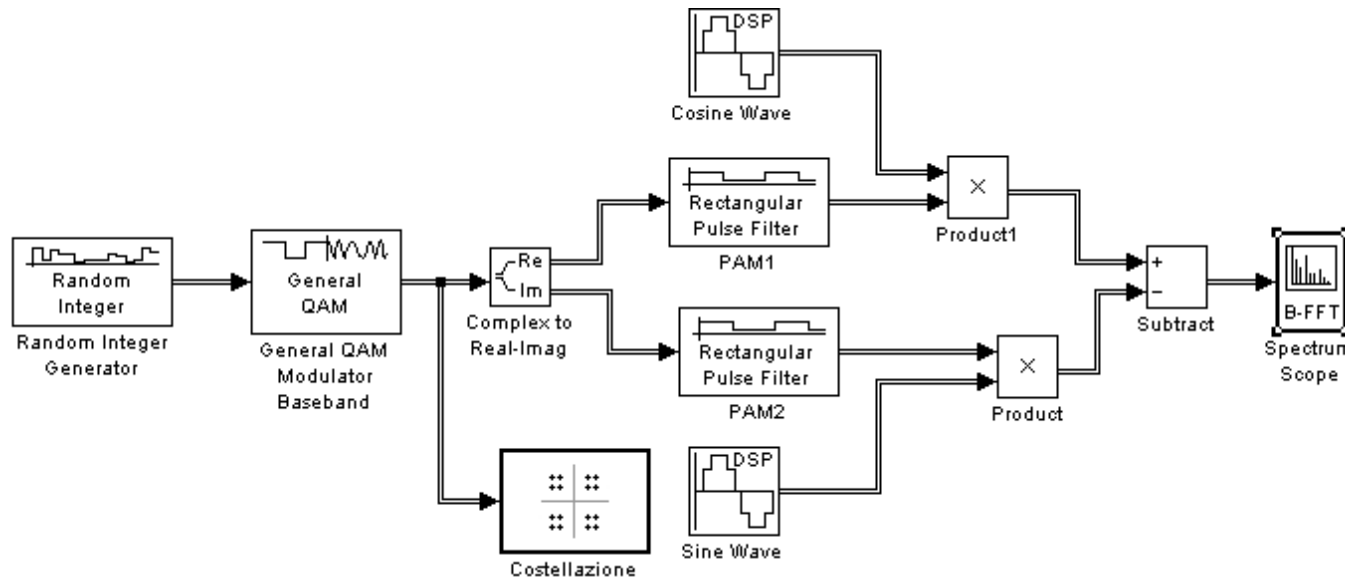 DSP
Cosine Wave
Rectangular
Pulse Filter
PAM1
×
Product1
Random
Integer
Random Integer
Generator
General
QAM
General QAM
Modulator
Baseband
Re
Im
Complex to
Real-Imag
Rectangular
Pulse Filter
PAM2
×
Product
+
−
Subtract
B-FFT
Spectrum
Scope
Costellazione
DSP
Sine Wave